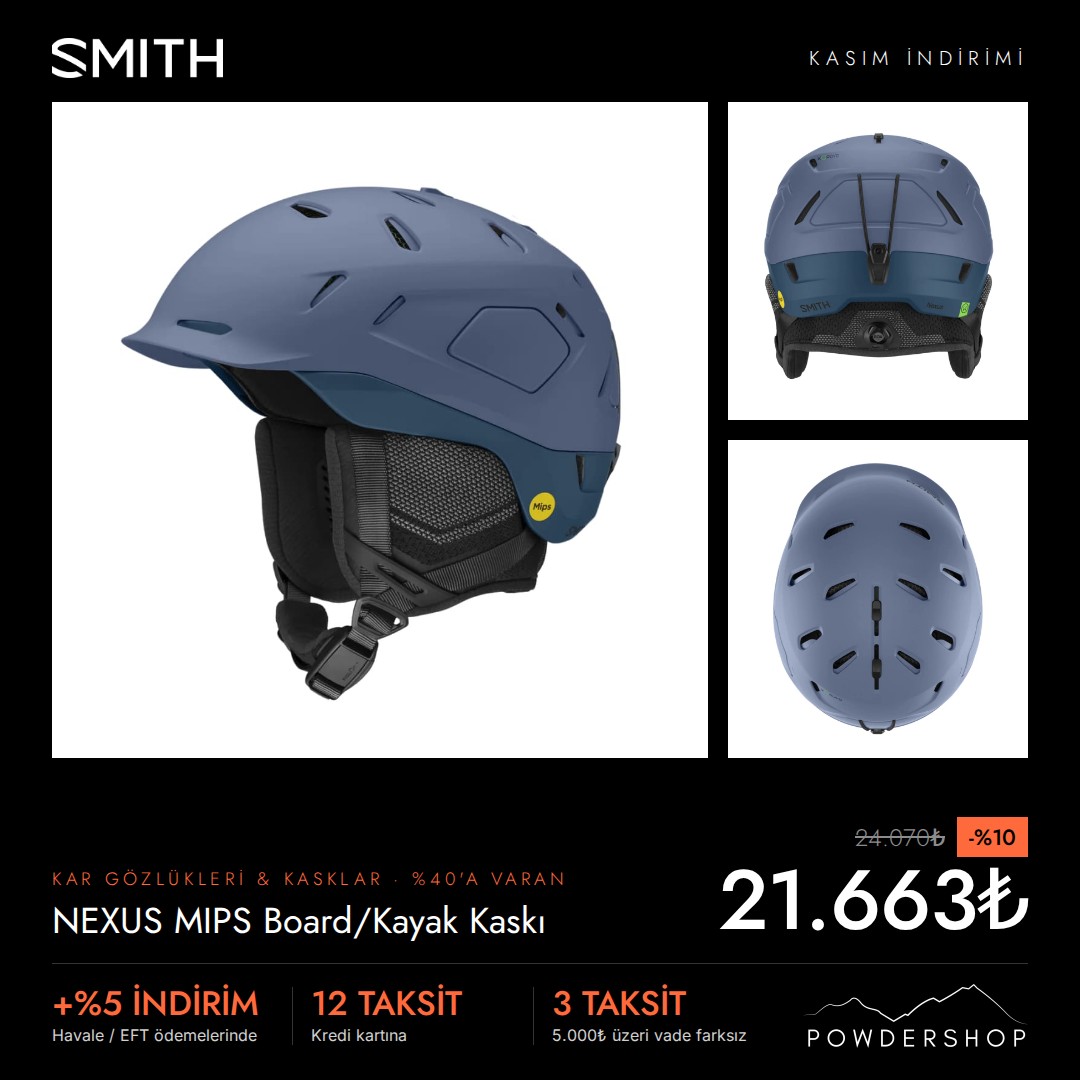 SMITH
KASIM İNDİRİMİ
Mips
SMITH
24.070₺
-%10
KAR GÖZLÜKLERİ & KASKLAR · %40'A VARAN
21.663₺
NEXUS MIPS Board/Kayak Kaskı
+%5 İNDİRİM
Havale / EFT ödemelerinde
12 TAKSİT
Kredi kartına
3 TAKSİT
5.000₺ üzeri vade farksız
POWDERSHOP